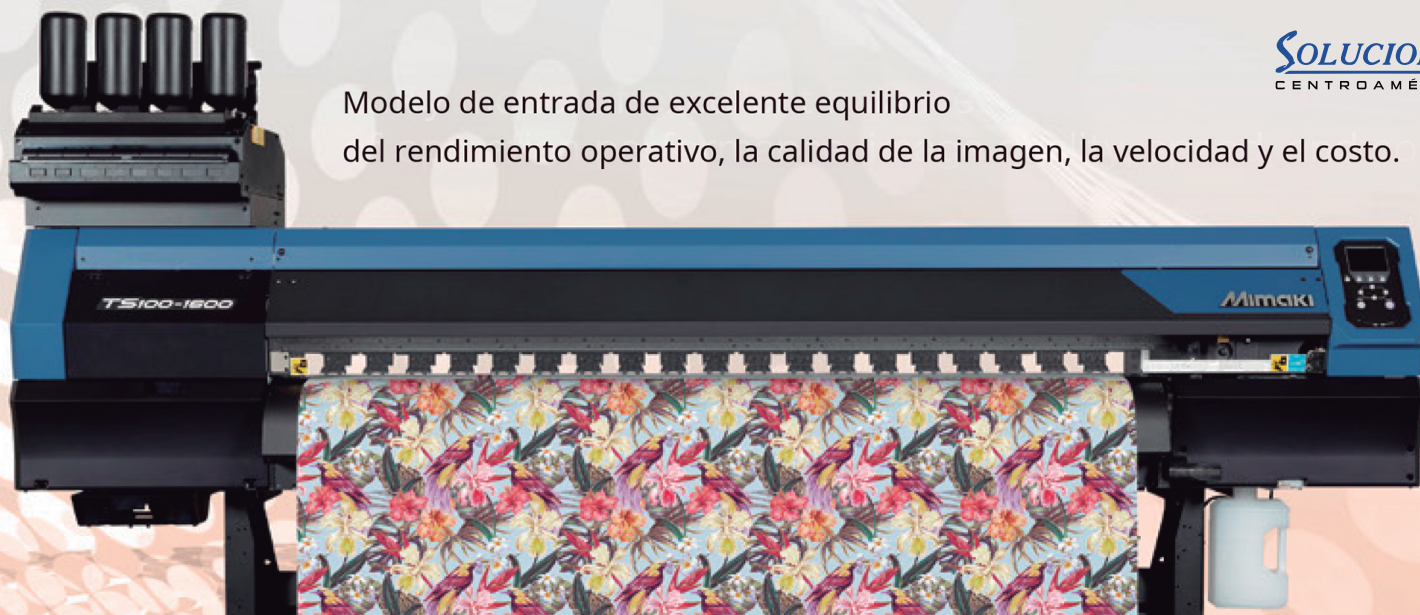 SOLUCIO
CENTROAMÉ
Modelo de entrada de excelente equilibrio
del rendimiento operativo, la calidad de la imagen, la velocidad y el costo.
TS100-1600
Mimaki